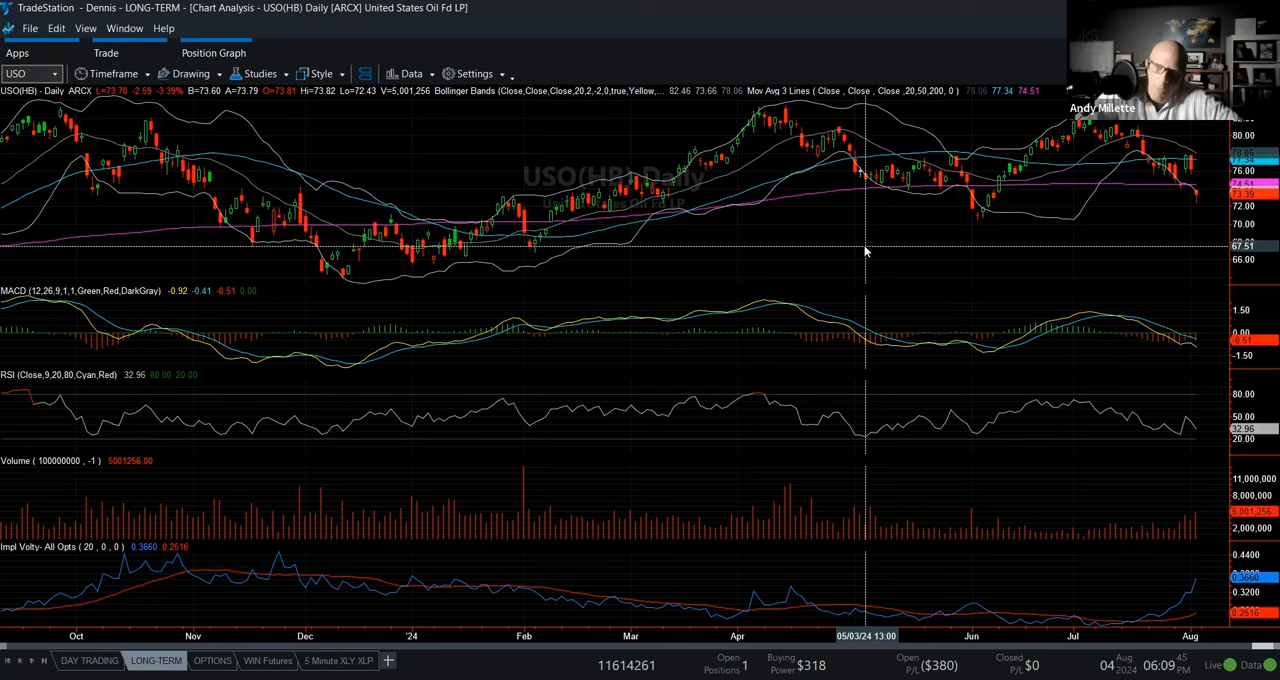 TradeStation - Dennis - LONG-TERM - [Chart Analysis - USO(HB) Daily [ARCX] United States Oil Fd LP]
File Edit View Window Help
Apps Trade Position Graph
USO Timeframe Drawing Studies Style Data Settings
Andy Millette
USO(HB) - Daily ARCX L=73.70 -2.59 -3.39% B=73.60 A=73.79 O=73.81 Hi=73.82 Lo=72.43 V=5,001,256 Bollinger Bands (Close,Close,Close,20,2,-2,0,true,Yellow,... 82.46 73.66 78.06 Mov Avg 3 Lines ( Close , Close , Close ,20,50,200, 0 ) 78.06 77.34 74.51
80.00
78.06
77.34
76.00
USO(HB) Daily
United States Oil Fd LP
74.51
72.00
70.00
67.51
66.00
MACD (12,26,9,1,1,Green,Red,DarkGray) -0.92 -0.41 -0.51 0.00
1.50
0.00
-0.51
-1.50
RSI (Close,9,20,80,Cyan,Red) 32.96 80.00 20.00
80.00
50.00
32.96
20.00
Volume ( 100000000 , -1 ) 5001256.00
11,000,000
8,000,000
5,001,256
2,000,000
Impl Volty- All Opts ( 20 , 0 , 0 ) 0.3660 0.2516
0.4400
0.3660
0.3200
0.2516
Oct Nov Dec '24 Feb Mar Apr 05/03/24 13:00 Jun Jul Aug
DAY TRADING LONG-TERM OPTIONS WIN Futures 5 Minute XLY XLP
11614261 Open Positions 1 Buying Power $318 Open P/L ($380) Closed P/L $0 04 Aug 2024 06:09 45 PM Live Data